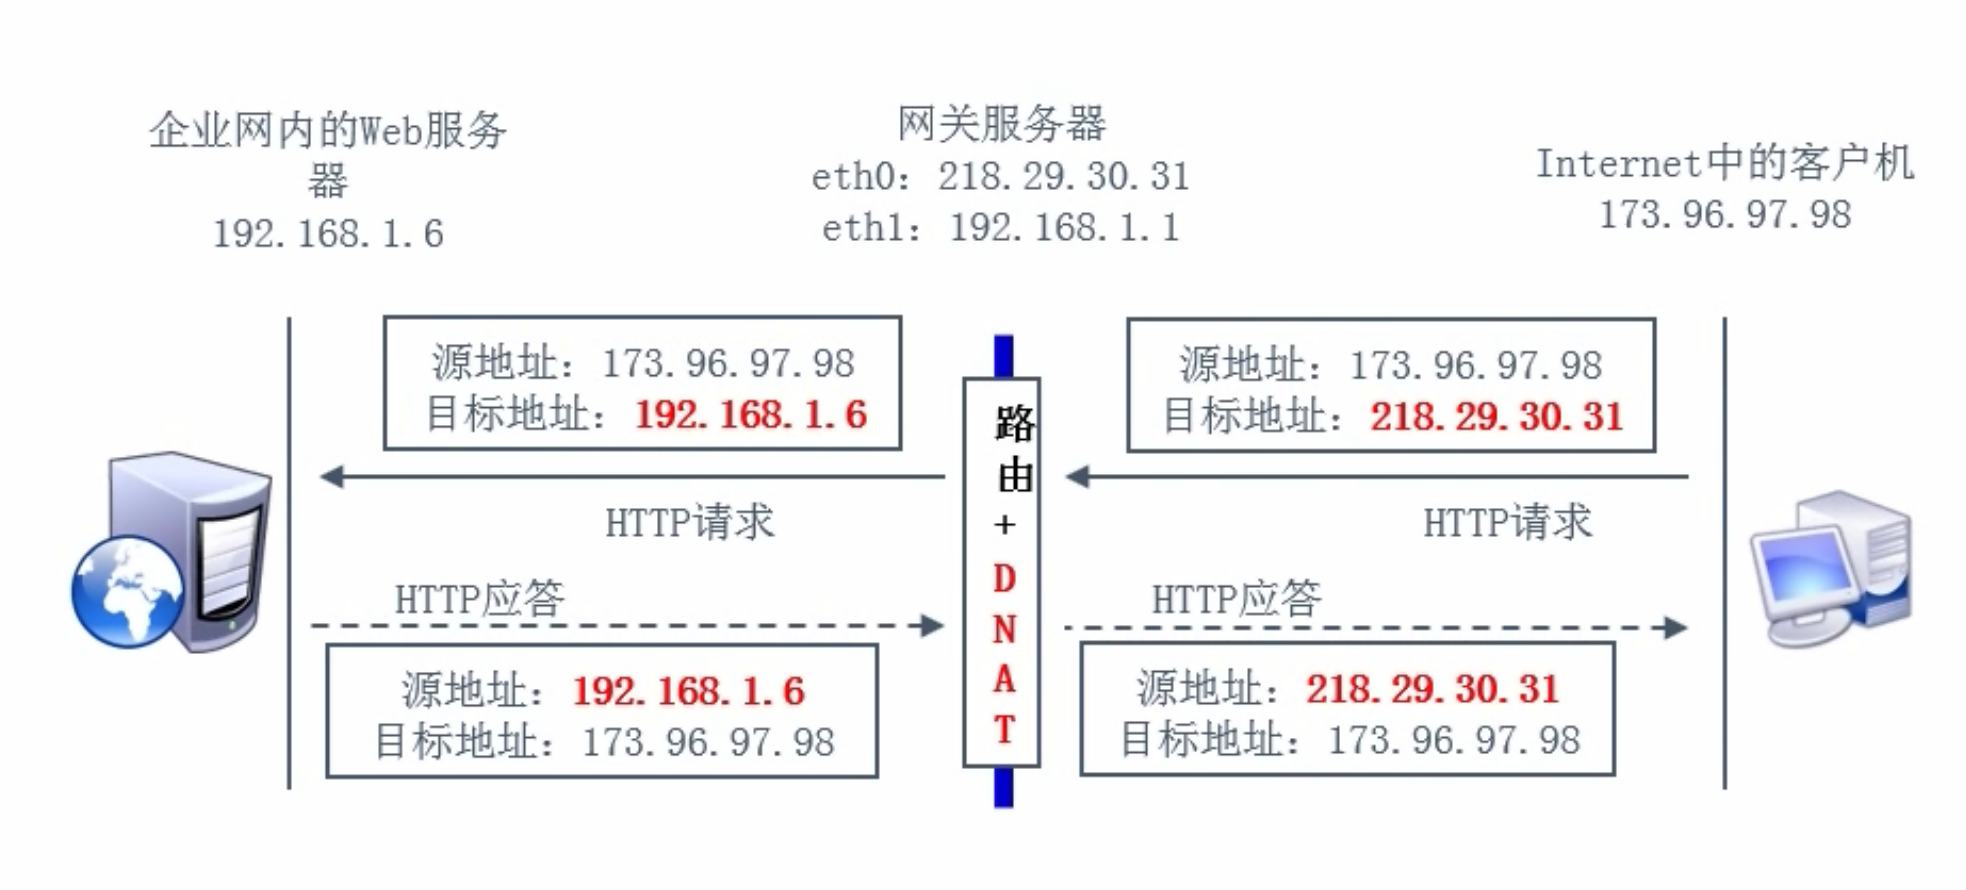 企业网内的Web服务
器
192.168.1.6
网关服务器
eth0：218.29.30.31
eth1：192.168.1.1
Internet中的客户机
173.96.97.98
源地址：173.96.97.98
目标地址：192.168.1.6
HTTP请求
HTTP应答
源地址：192.168.1.6
目标地址：173.96.97.98
路
由
+
D
N
A
T
源地址：173.96.97.98
目标地址：218.29.30.31
HTTP请求
HTTP应答
源地址：218.29.30.31
目标地址：173.96.97.98